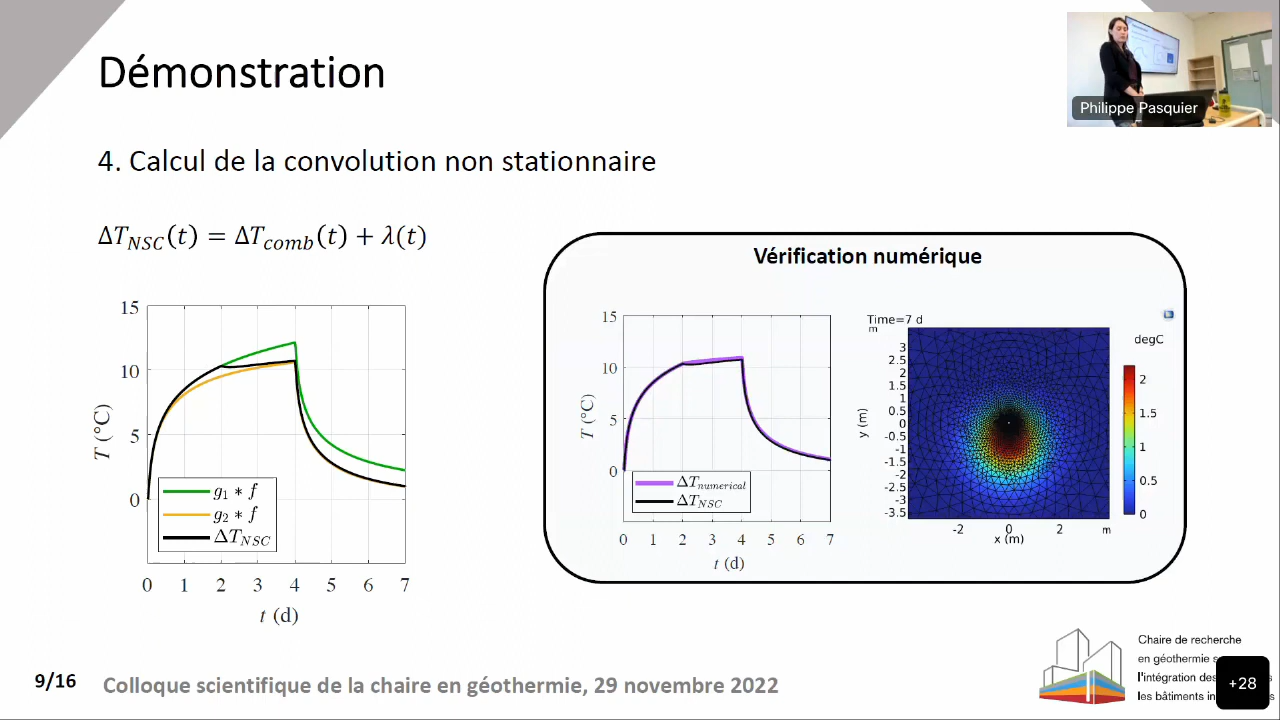 Démonstration
Philippe Pasquier
4. Calcul de la convolution non stationnaire
ΔT_NSC(t) = ΔT_comb(t) + λ(t)
15
10
5
0
T (°C)
g₁ * f
g₂ * f
ΔT_NSC
0 1 2 3 4 5 6 7
t (d)
Vérification numérique
15
10
5
0
T (°C)
ΔT_numerical
ΔT_NSC
0 1 2 3 4 5 6 7
t (d)
Time=7 d
m
3
2.5
2
1.5
1
0.5
0
-0.5
-1
-1.5
-2
-2.5
-3
-3.5
y (m)
-2 0 2 m
x (m)
degC
2
1.5
1
0.5
0
Chaire de recherche
en géothermie
l'intégration des
les bâtiments
+28
9/16
Colloque scientifique de la chaire en géothermie, 29 novembre 2022